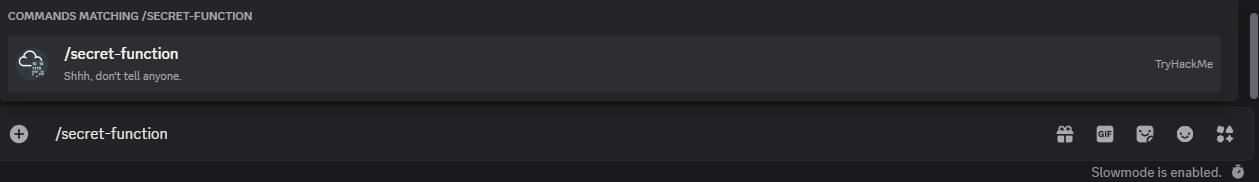 COMMANDS MATCHING /SECRET-FUNCTION
/secret-function
Shhh, don't tell anyone.
TryHackMe
/secret-function
GIF
Slowmode is enabled.